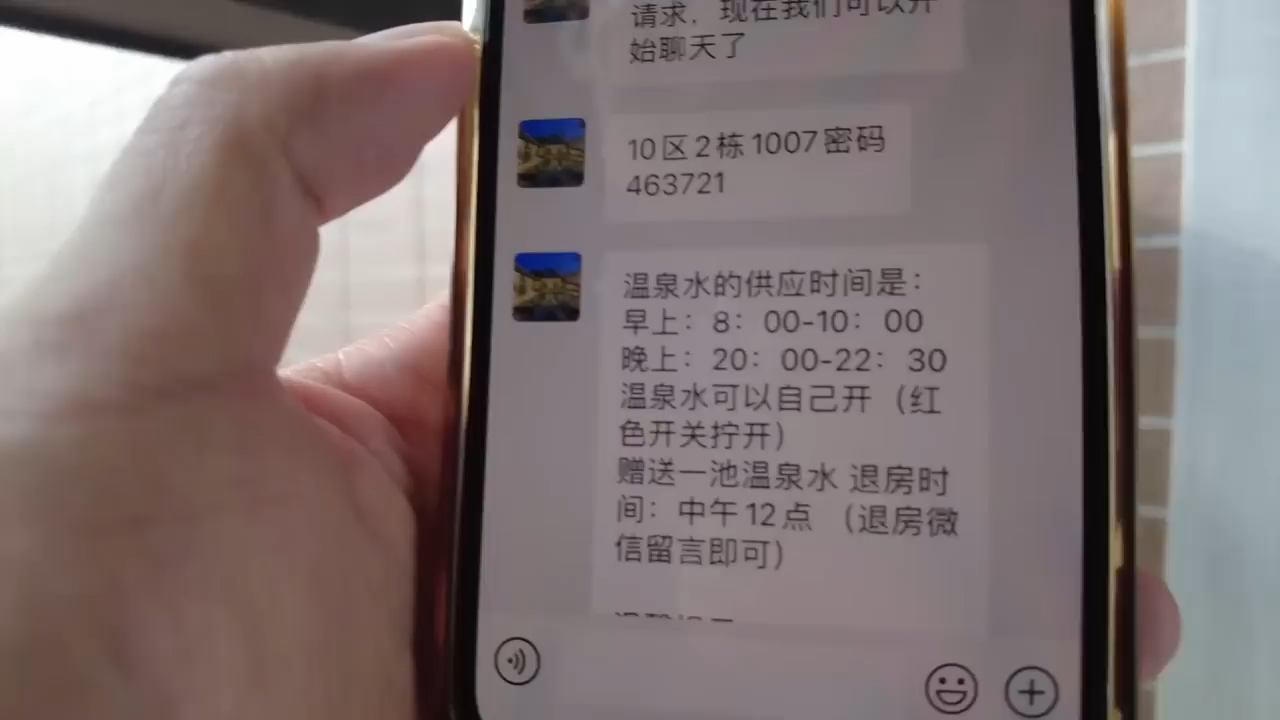 请求，现在我们可以开
始聊天了
10区2栋1007密码
463721
温泉水的供应时间是：
早上：8：00-10：00
晚上：20：00-22：30
温泉水可以自己开（红
色开关拧开）
赠送一池温泉水 退房时
间：中午12点 （退房微
信留言即可）